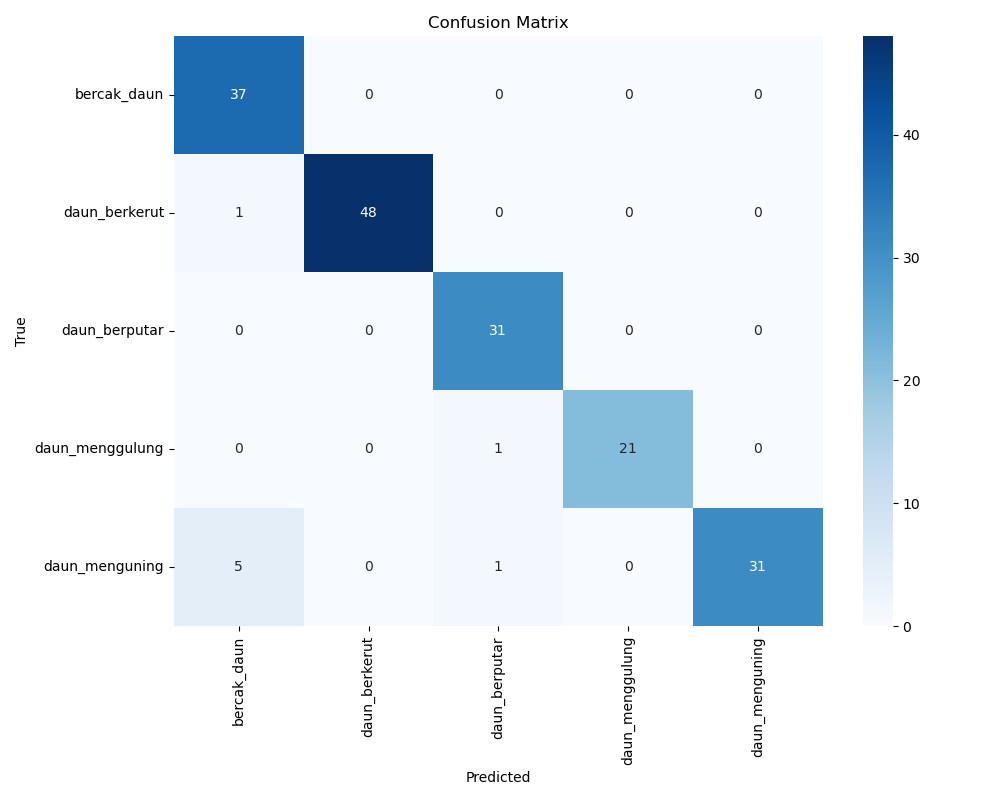 Confusion Matrix
True
bercak_daun 37 0 0 0 0
daun_berkerut 1 48 0 0 0
daun_berputar 0 0 31 0 0
daun_menggulung 0 0 1 21 0
daun_menguning 5 0 1 0 31
bercak_daun
daun_berkerut
daun_berputar
daun_menggulung
daun_menguning
Predicted
40
30
20
10
0